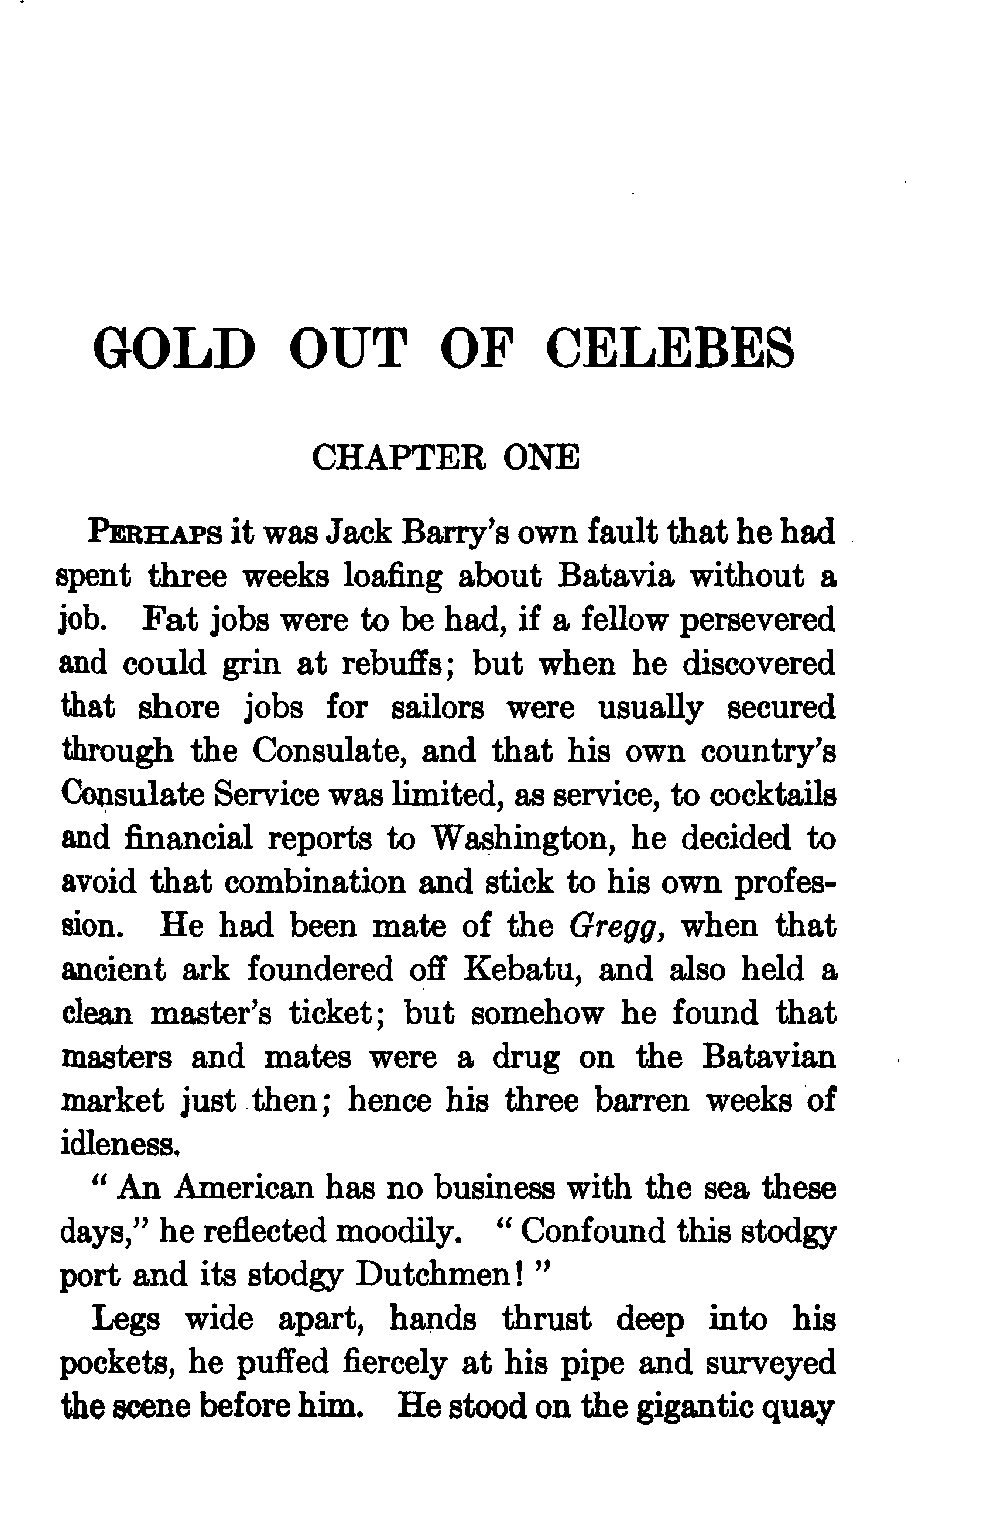 GOLD OUT OF CELEBES
CHAPTER ONE
PERHAPS it was Jack Barry's own fault that he had
spent three weeks loafing about Batavia without a
job. Fat jobs were to be had, if a fellow persevered
and could grin at rebuffs; but when he discovered
that shore jobs for sailors were usually secured
through the Consulate, and that his own country's
Consulate Service was limited, as service, to cocktails
and financial reports to Washington, he decided to
avoid that combination and stick to his own profes-
sion. He had been mate of the Gregg, when that
ancient ark foundered off Kebatu, and also held a
clean master's ticket; but somehow he found that
masters and mates were a drug on the Batavian
market just then; hence his three barren weeks of
idleness.
" An American has no business with the sea these
days," he reflected moodily. " Confound this stodgy
port and its stodgy Dutchmen! "
Legs wide apart, hands thrust deep into his
pockets, he puffed fiercely at his pipe and surveyed
the scene before him. He stood on the gigantic quay